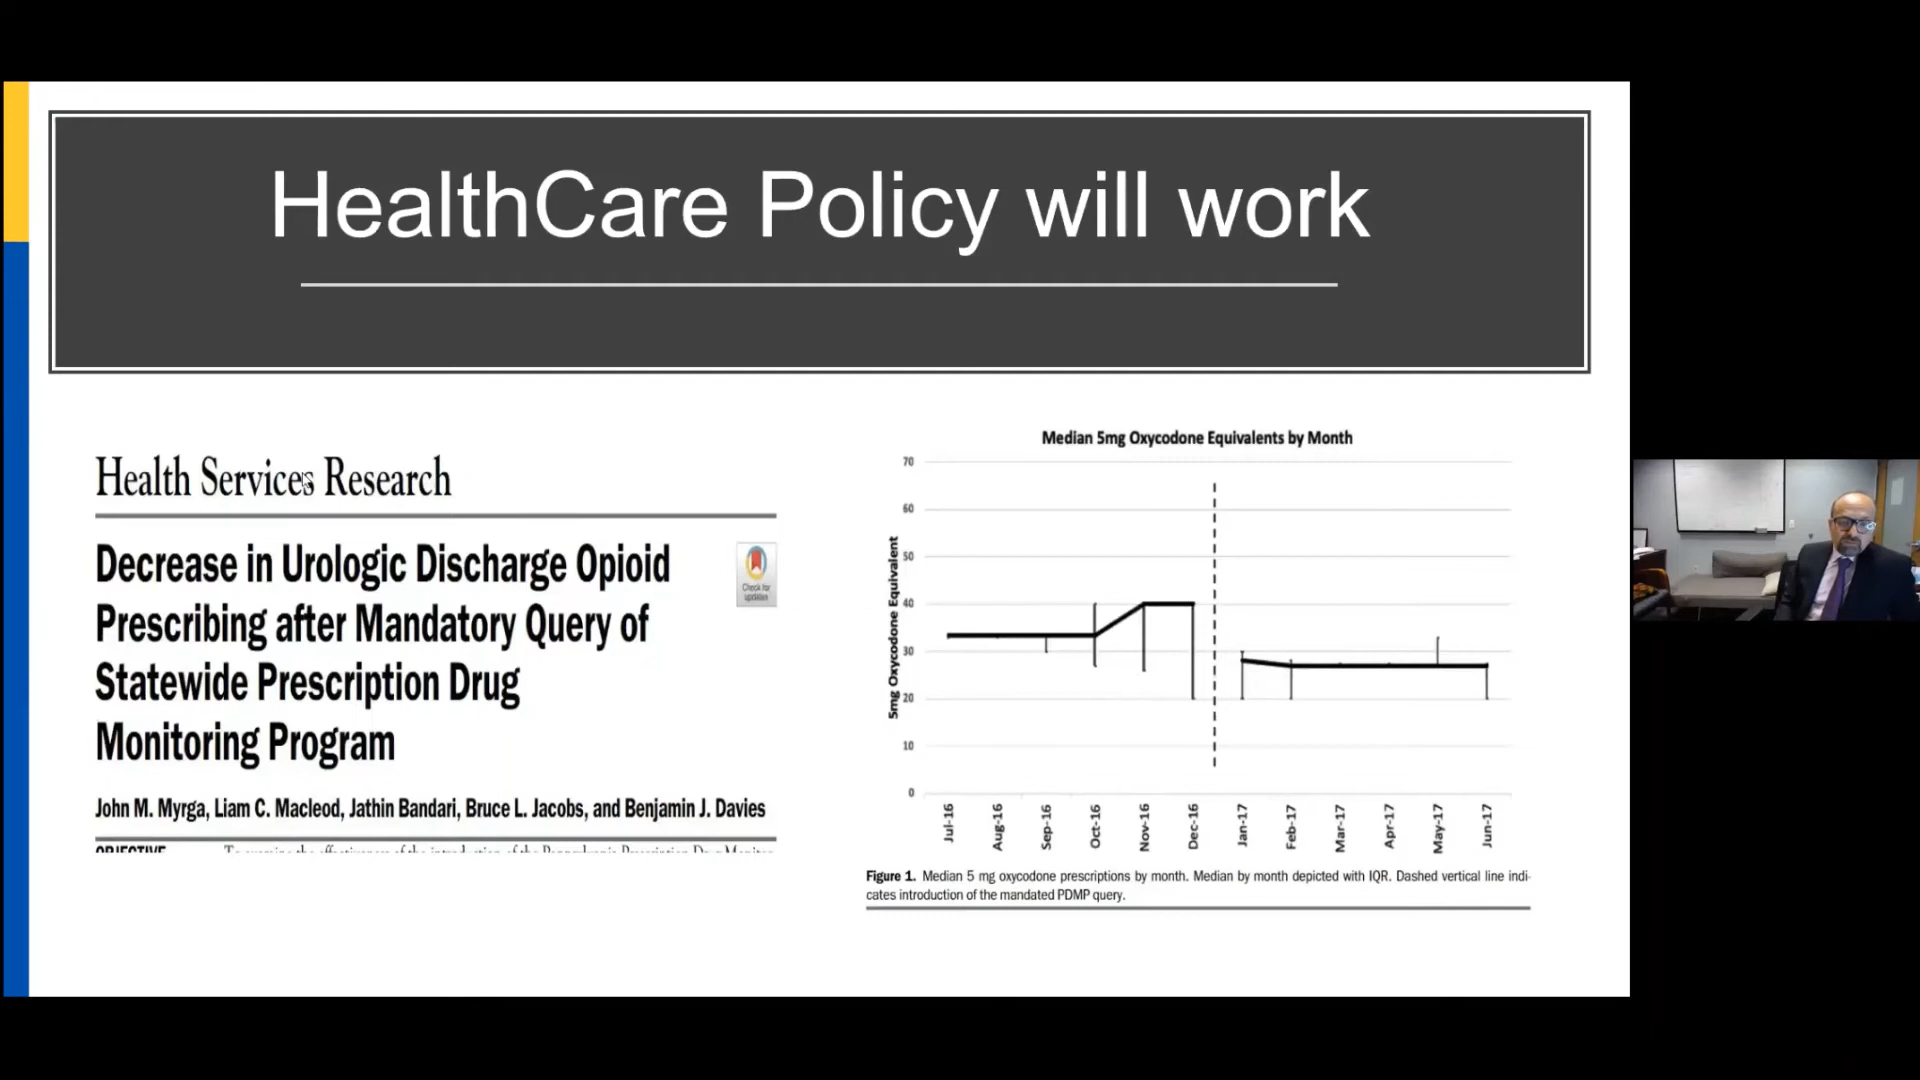 HealthCare Policy will work
Health Services Research
Decrease in Urologic Discharge Opioid
Prescribing after Mandatory Query of
Statewide Prescription Drug
Monitoring Program
Check for
updates
John M. Myrga, Liam C. Macleod, Jathin Bandari, Bruce L. Jacobs, and Benjamin J. Davies
Median 5mg Oxycodone Equivalents by Month
5mg Oxycodone Equivalent
70
60
50
40
30
20
10
0
Jul-16
Aug-16
Sep-16
Oct-16
Nov-16
Dec-16
Jan-17
Feb-17
Mar-17
Apr-17
May-17
Jun-17
Figure 1. Median 5 mg oxycodone prescriptions by month. Median by month depicted with IQR. Dashed vertical line indi-
cates introduction of the mandated PDMP query.